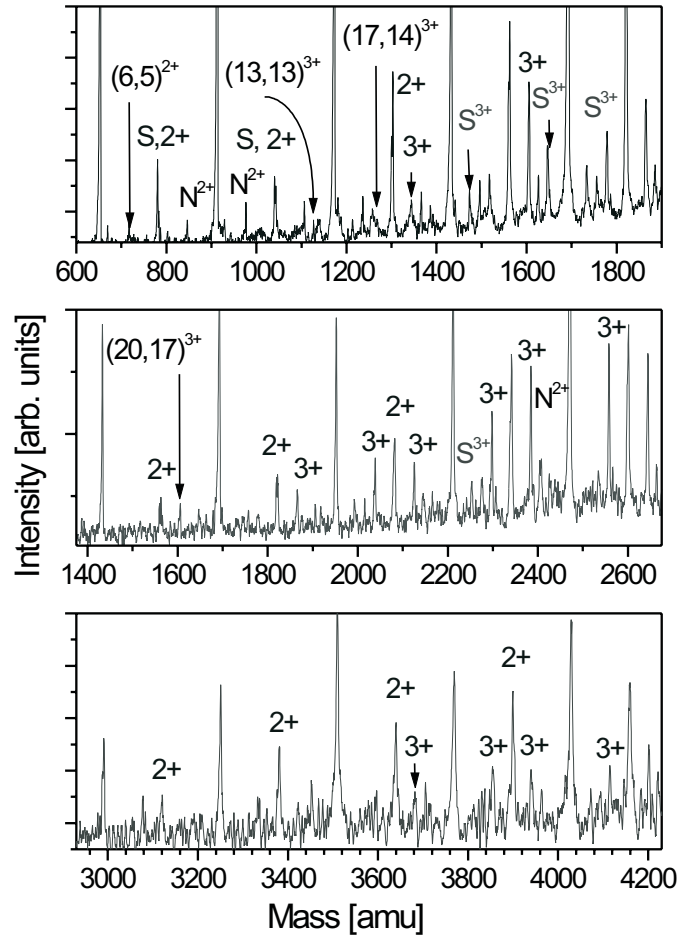 (6,5)²⁺
(13,13)³⁺
(17,14)³⁺
S,2+
N²⁺
N²⁺
S, 2+
2+
3+
S³⁺
3+
S³⁺
S³⁺
600 800 1000 1200 1400 1600 1800
Intensity [arb. units]
(20,17)³⁺
2+
2+
3+
3+
2+
3+
S³⁺
3+
3+
N²⁺
3+
1400 1600 1800 2000 2200 2400 2600
2+
2+
2+
3+
3+
2+
3+
3+
3000 3200 3400 3600 3800 4000 4200
Mass [amu]